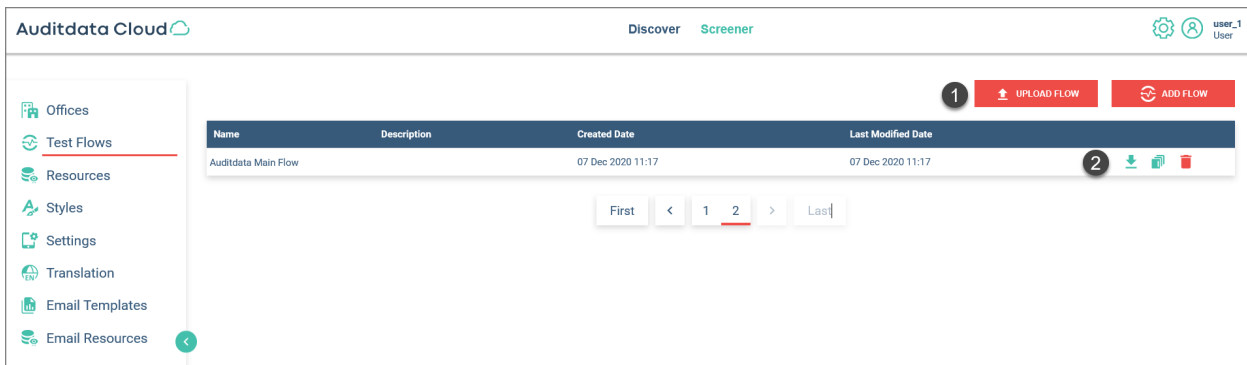 Auditdata Cloud
Discover Screener
user_1
User
1 UPLOAD FLOW ADD FLOW
Offices
Test Flows
Resources
Styles
Settings
EN Translation
Email Templates
Email Resources
Name Description Created Date Last Modified Date
Auditdata Main Flow 07 Dec 2020 11:17 07 Dec 2020 11:17 2
First < 1 2 > Last